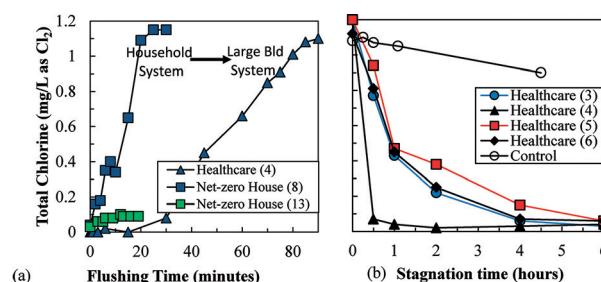 Total Chlorine (mg/L as Cl2)
1.2
1
0.8
0.6
0.4
0.2
0
Household
System
Large Bld
System
Healthcare (4)
Net-zero House (8)
Net-zero House (13)
0 20 40 60 80
(a) Flushing Time (minutes)
Healthcare (3)
Healthcare (4)
Healthcare (5)
Healthcare (6)
Control
0 1 2 3 4 5 6
(b) Stagnation time (hours)